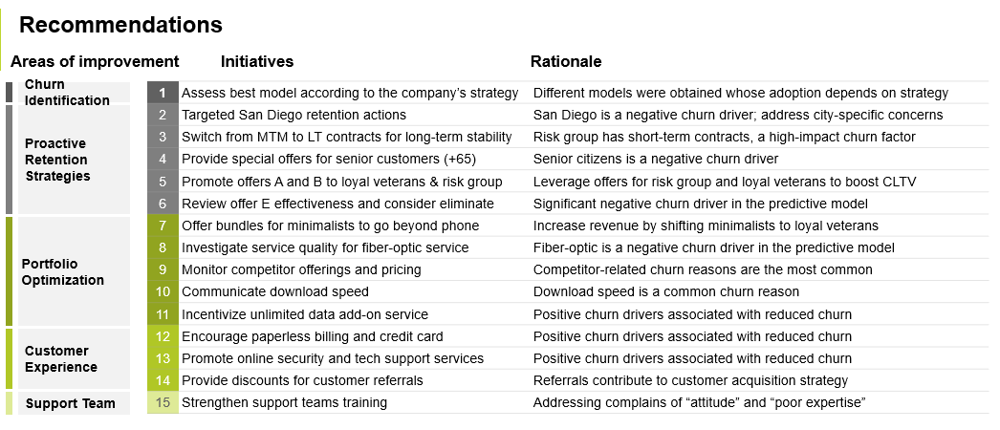 Recommendations
Areas of improvement Initiatives Rationale
Churn
Identification
1 Assess best model according to the company's strategy Different models were obtained whose adoption depends on strategy
Proactive
Retention
Strategies
2 Targeted San Diego retention actions San Diego is a negative churn driver; address city-specific concerns
3 Switch from MTM to LT contracts for long-term stability Risk group has short-term contracts, a high-impact churn factor
4 Provide special offers for senior customers (+65) Senior citizens is a negative churn driver
5 Promote offers A and B to loyal veterans & risk group Leverage offers for risk group and loyal veterans to boost CLTV
6 Review offer E effectiveness and consider eliminate Significant negative churn driver in the predictive model
Portfolio
Optimization
7 Offer bundles for minimalists to go beyond phone Increase revenue by shifting minimalists to loyal veterans
8 Investigate service quality for fiber-optic service Fiber-optic is a negative churn driver in the predictive model
9 Monitor competitor offerings and pricing Competitor-related churn reasons are the most common
10 Communicate download speed Download speed is a common churn reason
11 Incentivize unlimited data add-on service Positive churn drivers associated with reduced churn
Customer
Experience
12 Encourage paperless billing and credit card Positive churn drivers associated with reduced churn
13 Promote online security and tech support services Positive churn drivers associated with reduced churn
14 Provide discounts for customer referrals Referrals contribute to customer acquisition strategy
Support Team
15 Strengthen support teams training Addressing complains of “attitude” and “poor expertise”